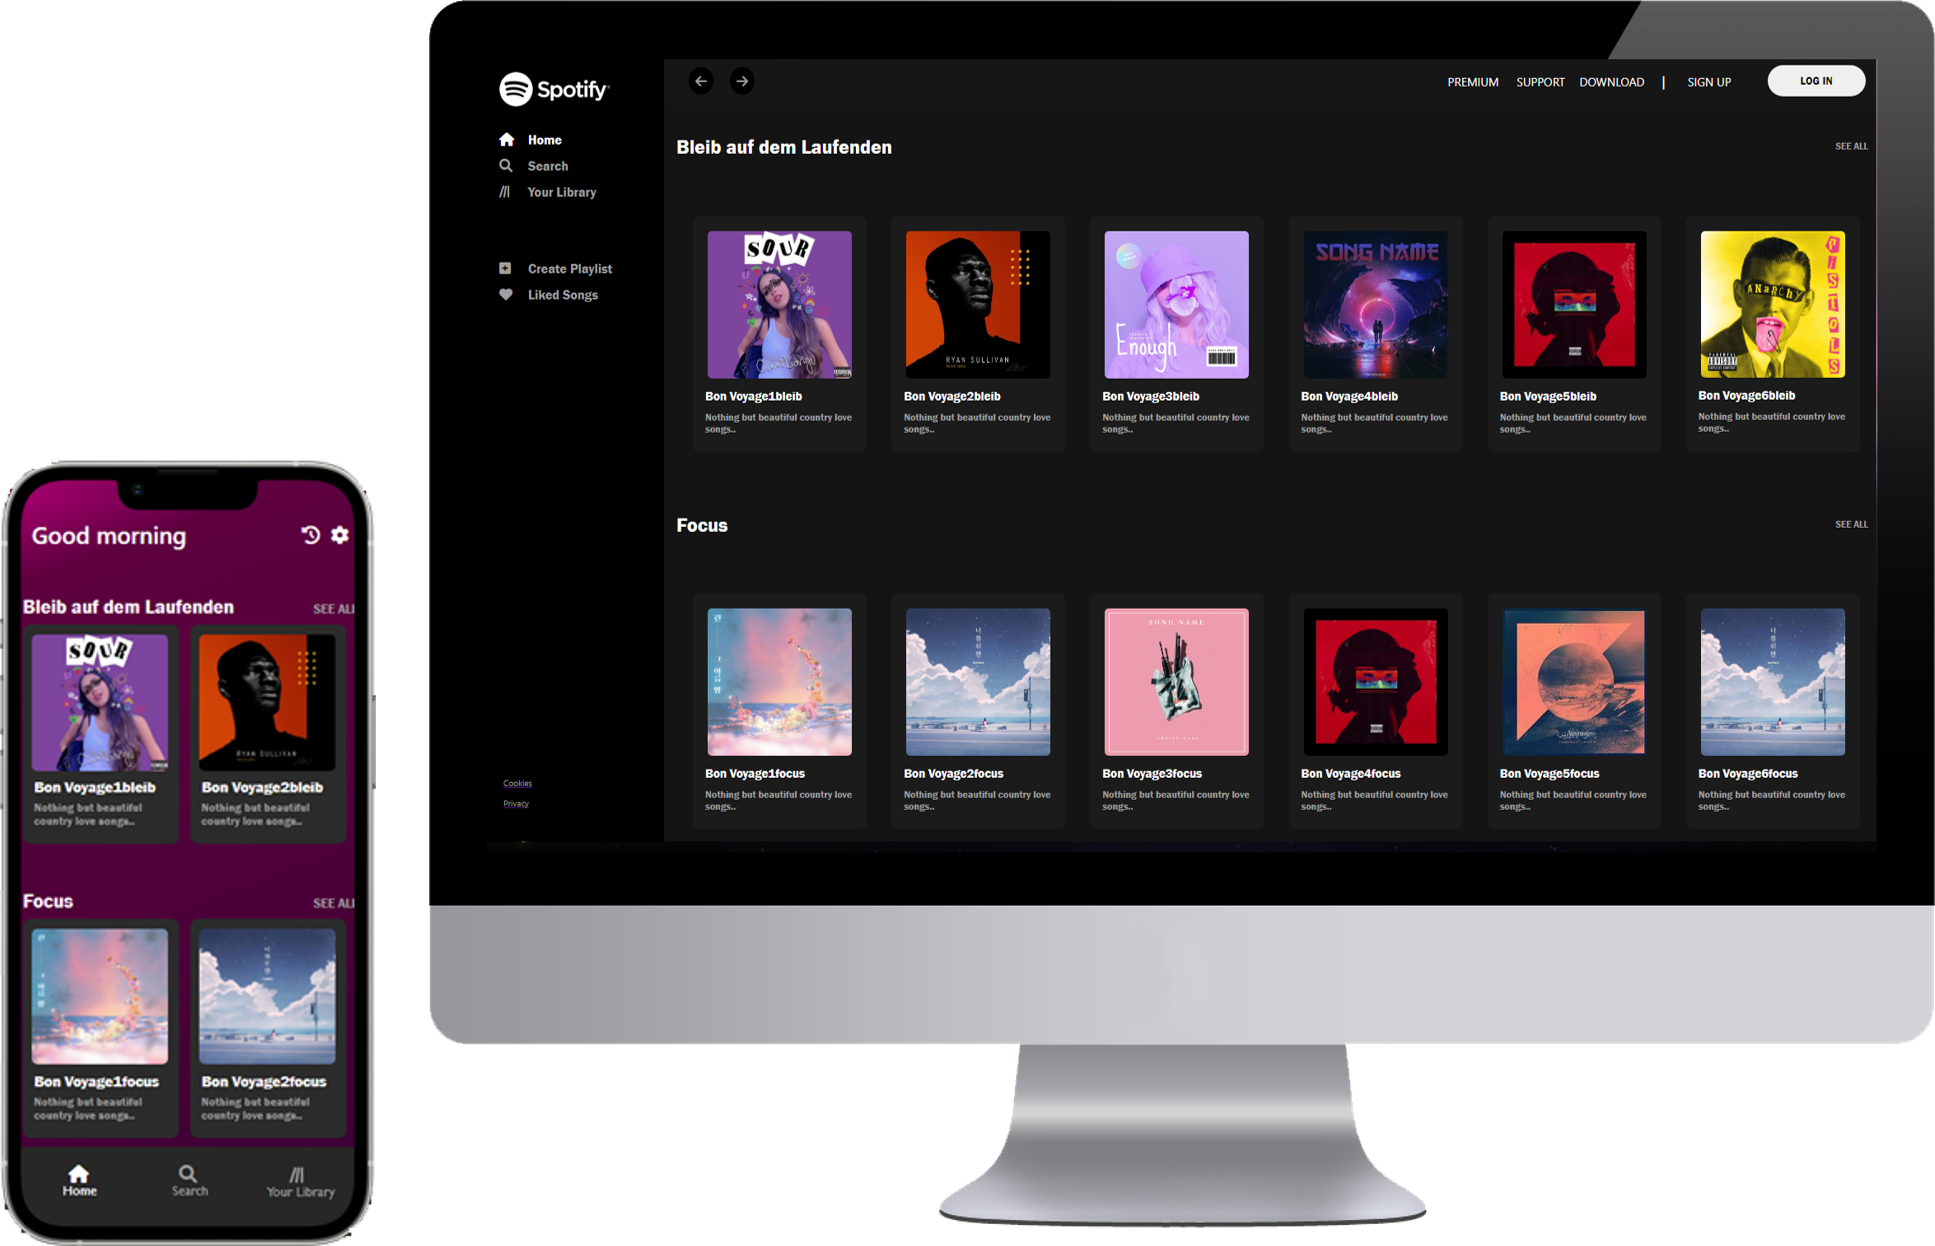 Spotify
PREMIUM SUPPORT DOWNLOAD | SIGN UP LOG IN
Home
Search
Your Library
Create Playlist
Liked Songs
Cookies
Privacy
Bleib auf dem Laufenden SEE ALL
SOUR
RYAN SULLIVAN
Enough
SONG NAME
ANARCHY
PISTOLS
PARENTAL
ADVISORY
Bon Voyage1bleib
Nothing but beautiful country love
songs..
Bon Voyage2bleib
Nothing but beautiful country love
songs..
Bon Voyage3bleib
Nothing but beautiful country love
songs..
Bon Voyage4bleib
Nothing but beautiful country love
songs..
Bon Voyage5bleib
Nothing but beautiful country love
songs..
Bon Voyage6bleib
Nothing but beautiful country love
songs..
Focus SEE ALL
SONG NAME
Bon Voyage1focus
Nothing but beautiful country love
songs..
Bon Voyage2focus
Nothing but beautiful country love
songs..
Bon Voyage3focus
Nothing but beautiful country love
songs..
Bon Voyage4focus
Nothing but beautiful country love
songs..
Bon Voyage5focus
Nothing but beautiful country love
songs..
Bon Voyage6focus
Nothing but beautiful country love
songs..
Good morning
Bleib auf dem Laufenden SEE ALL
SOUR
RYAN SULLIVAN
Bon Voyage1bleib
Nothing but beautiful
country love songs..
Bon Voyage2bleib
Nothing but beautiful
country love songs..
Focus SEE ALL
Bon Voyage1focus
Nothing but beautiful
country love songs..
Bon Voyage2focus
Nothing but beautiful
country love songs..
Home
Search
Your Library